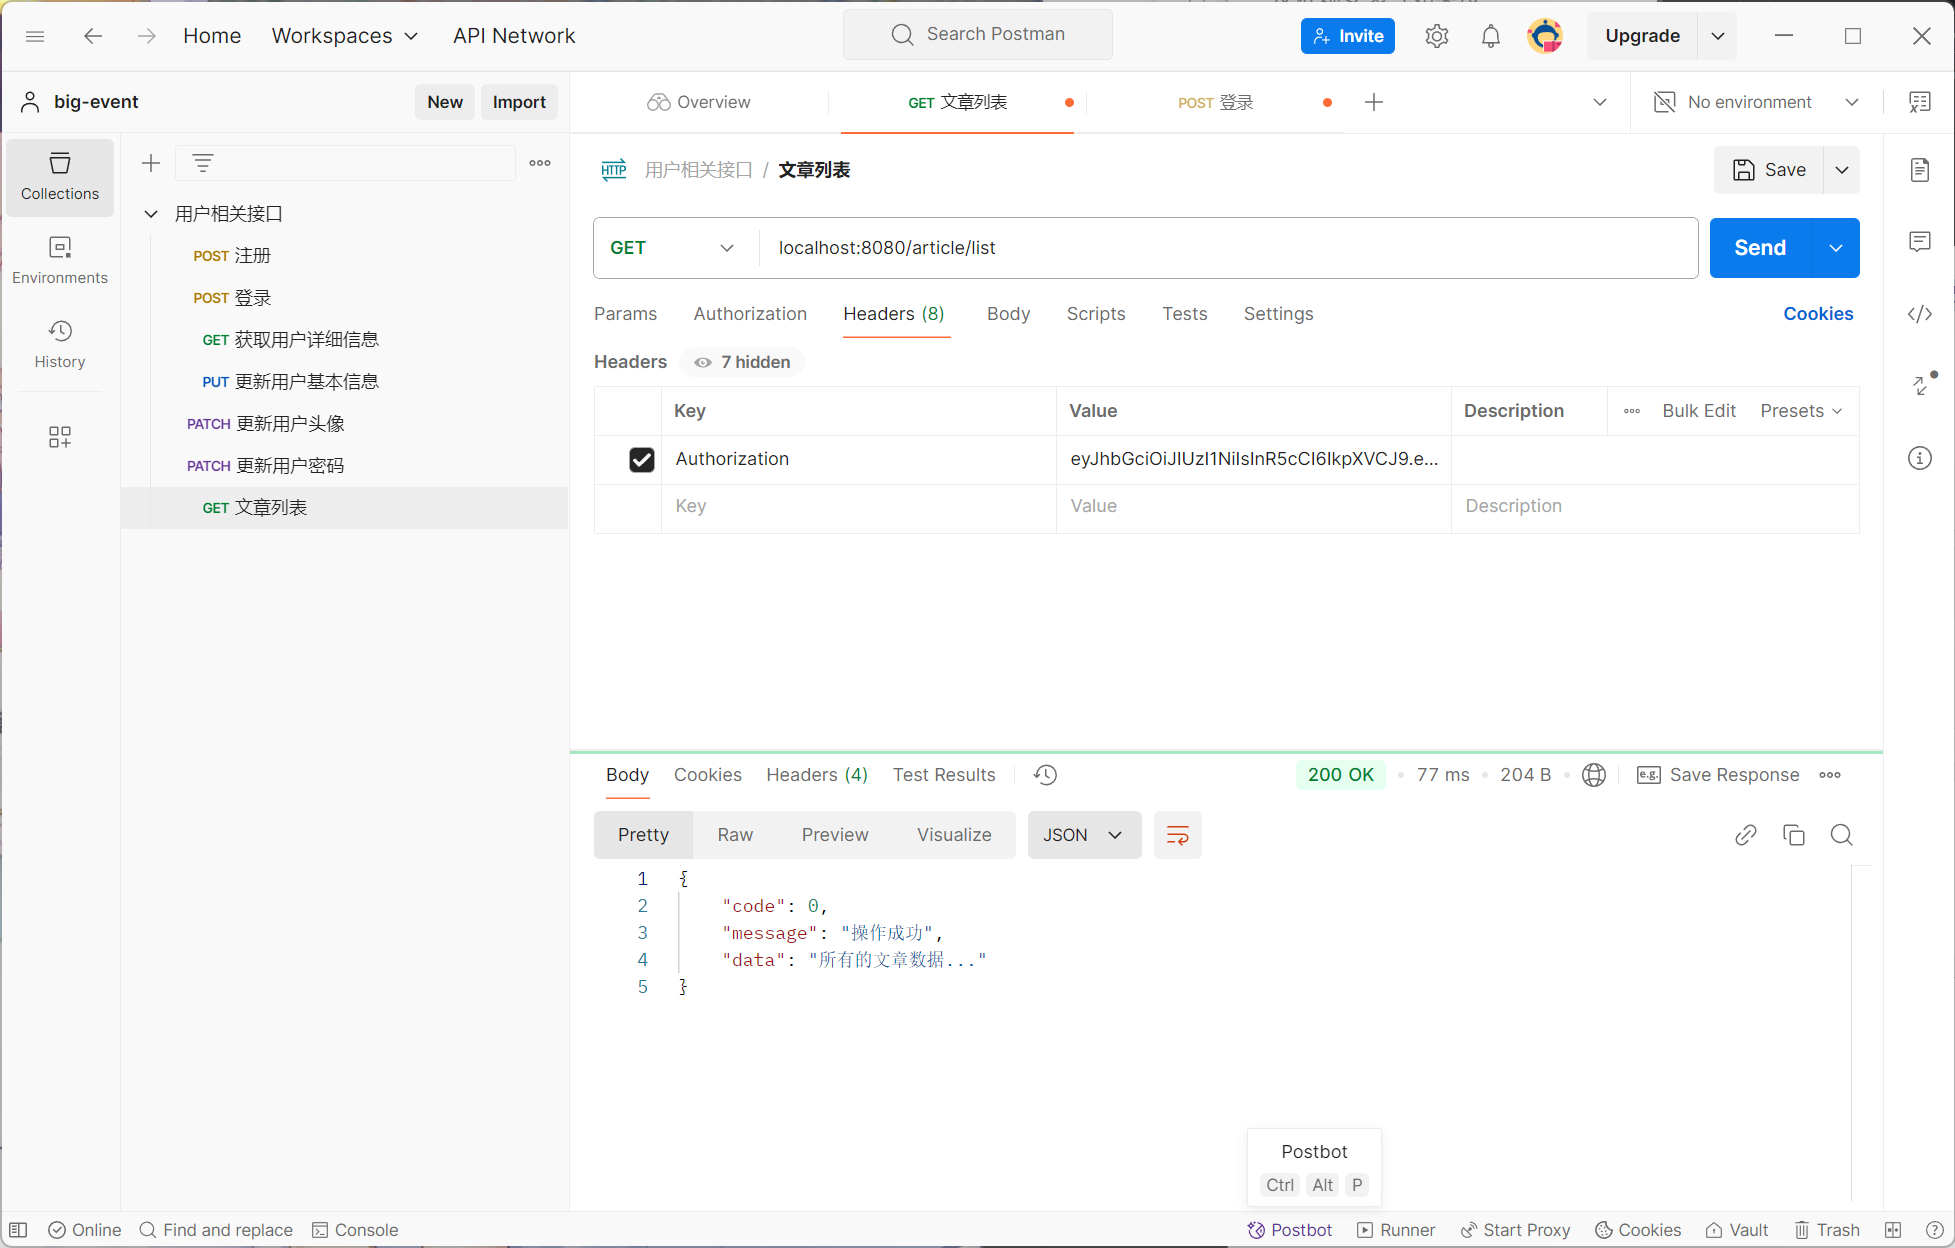 Home Workspaces API Network Search Postman Invite Upgrade
big-event New Import Overview GET 文章列表 POST 登录 No environment
Collections
Environments
History
用户相关接口
POST 注册
POST 登录
GET 获取用户详细信息
PUT 更新用户基本信息
PATCH 更新用户头像
PATCH 更新用户密码
GET 文章列表
HTTP 用户相关接口 / 文章列表 Save
GET localhost:8080/article/list Send
Params Authorization Headers (8) Body Scripts Tests Settings Cookies
Headers 7 hidden
Key Value Description Bulk Edit Presets
Authorization eyJhbGciOiJIUzI1NiIsInR5cCI6IkpXVCJ9.e...
Key Value Description
Body Cookies Headers (4) Test Results 200 OK 77 ms 204 B e.g. Save Response
Pretty Raw Preview Visualize JSON
1 {
2 "code": 0,
3 "message": "操作成功",
4 "data": "所有的文章数据..."
5 }
Postbot
Ctrl Alt P
Online Find and replace Console Postbot Runner Start Proxy Cookies Vault Trash